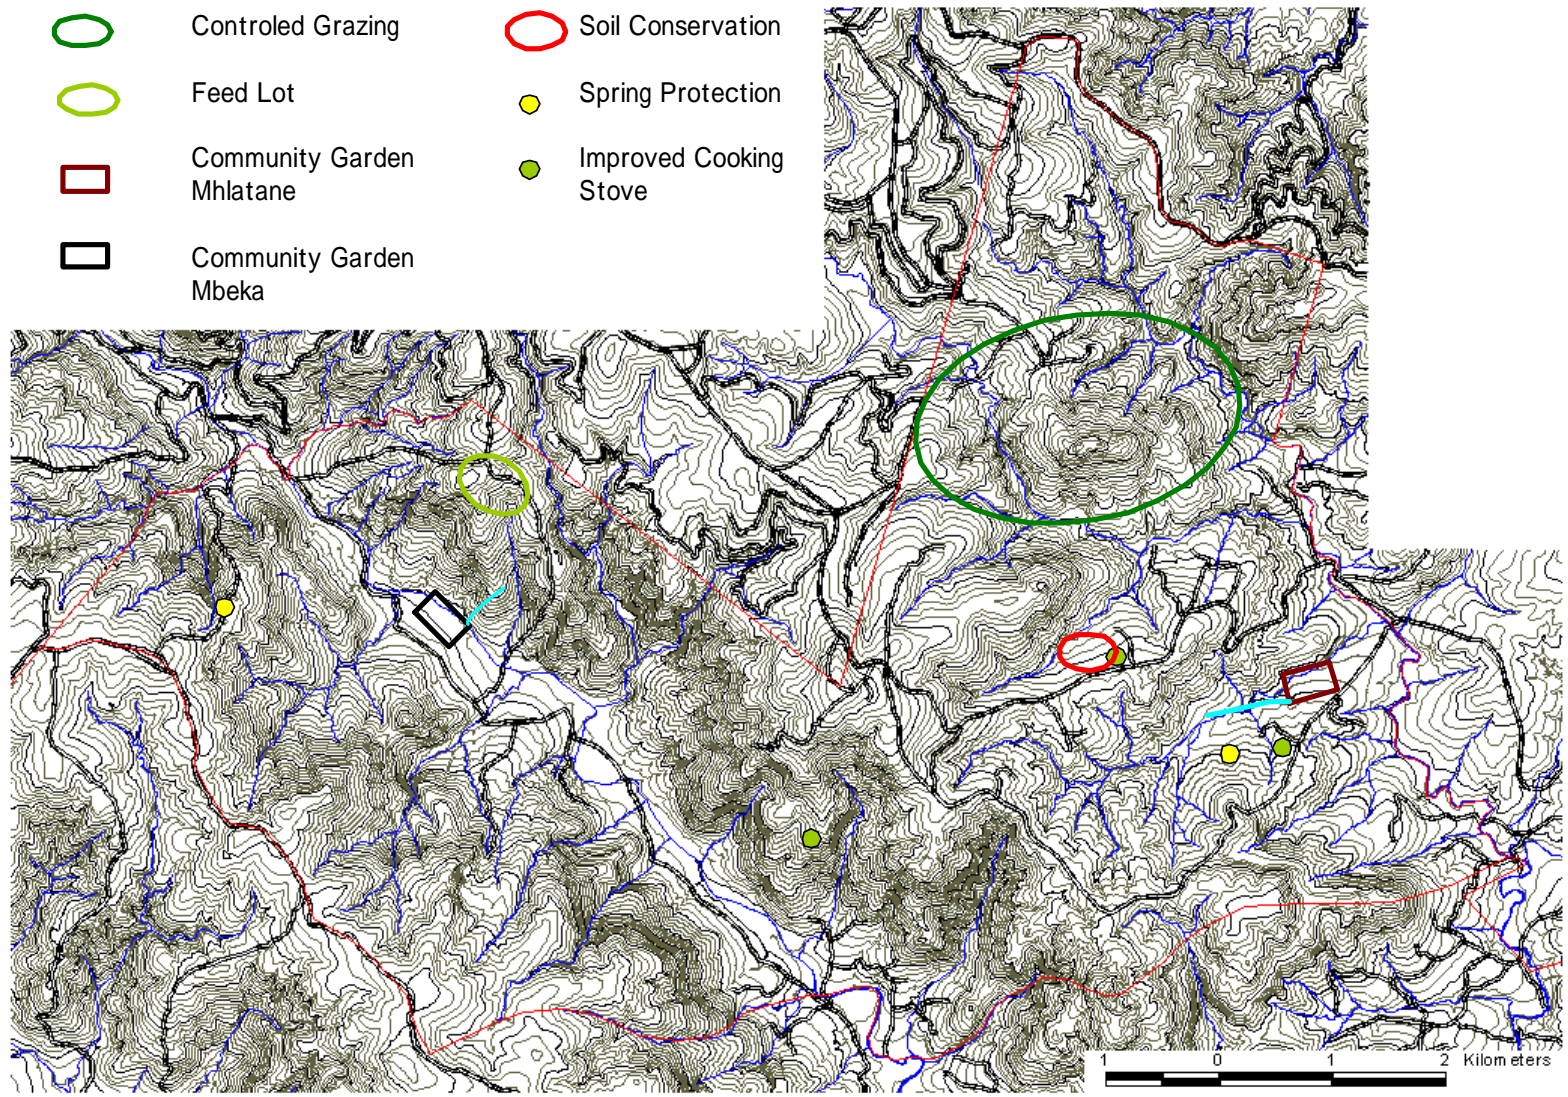 Controled Grazing
Soil Conservation
Feed Lot
Spring Protection
Community Garden
Mhlatane
Improved Cooking
Stove
Community Garden
Mbeka
1 0 1 2 Kilometers